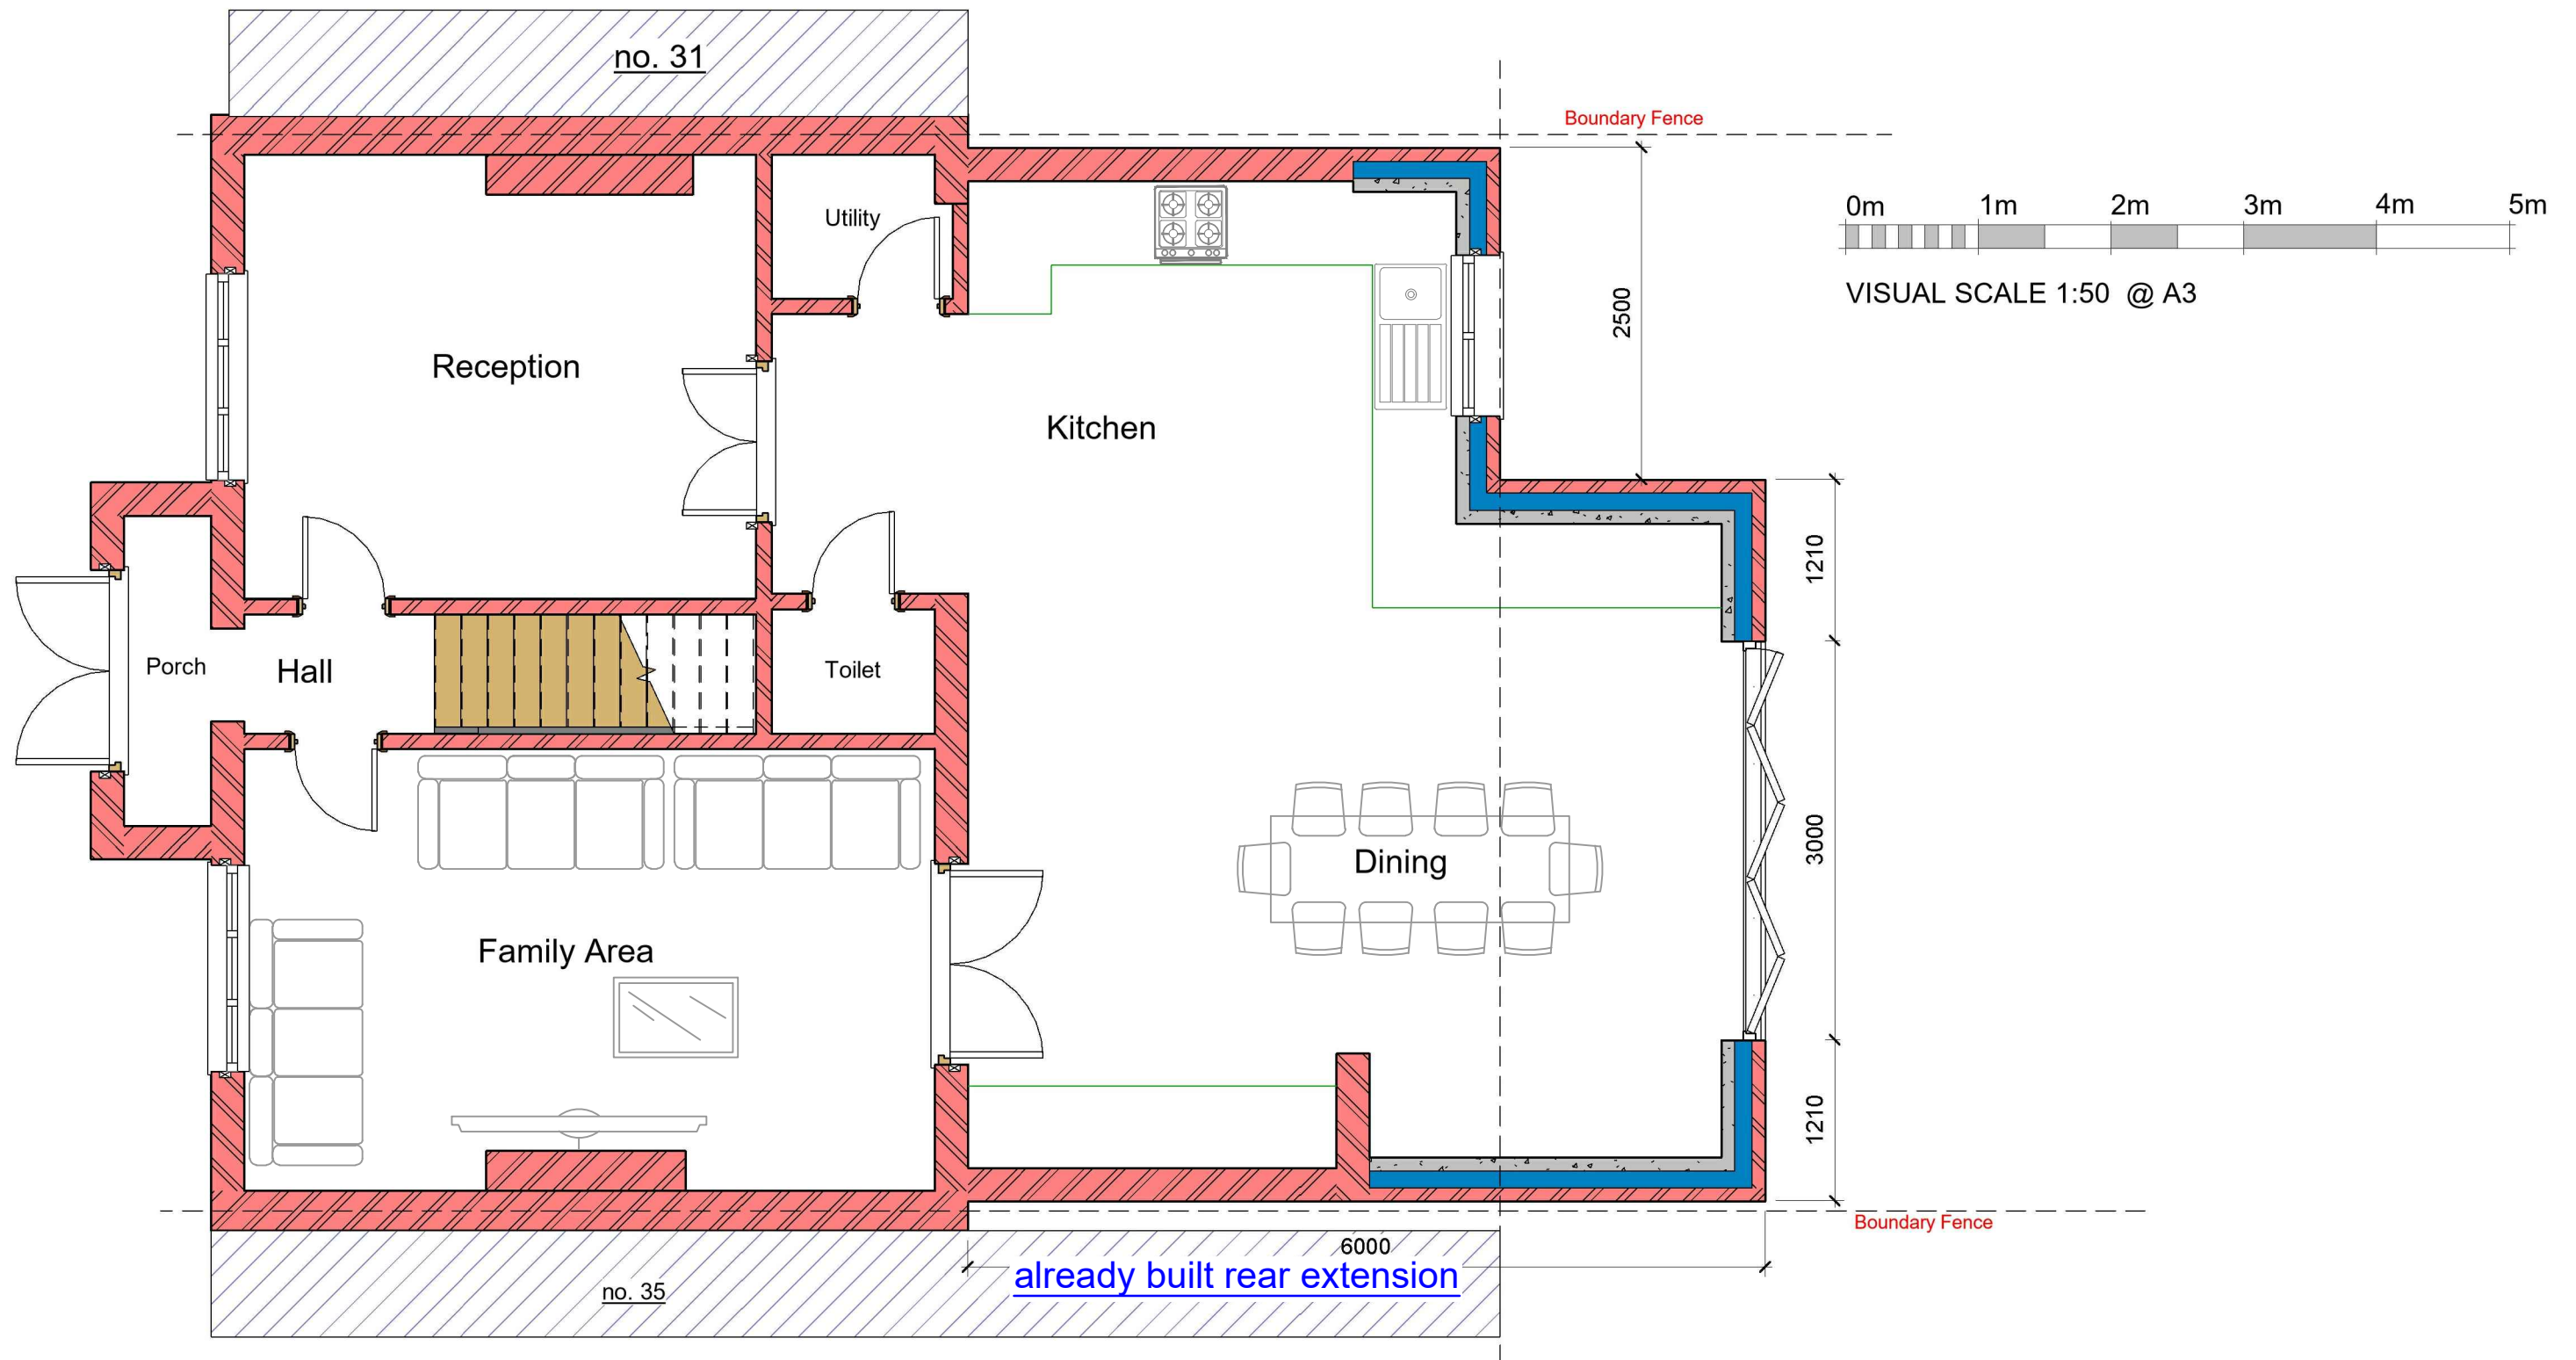 no. 31
Boundary Fence
0m 1m 2m 3m 4m 5m
VISUAL SCALE 1:50 @ A3
Utility
2500
Reception
Kitchen
1210
Porch
Hall
Toilet
3000
Dining
Family Area
1210
Boundary Fence
6000
already built rear extension
no. 35